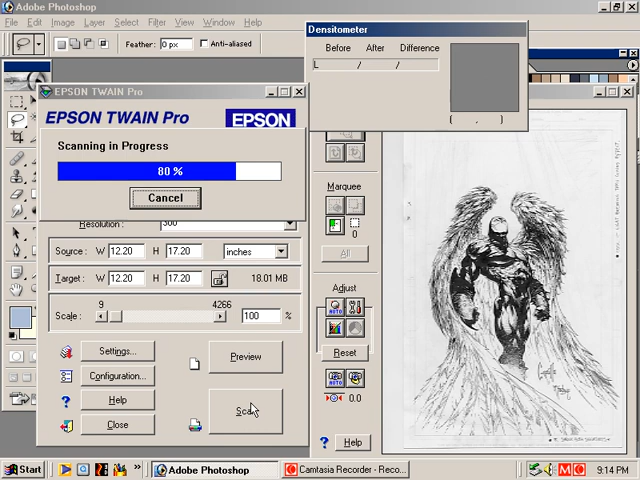 Adobe Photoshop
File Edit Image Layer Select Filter View Window Help
Feather: 0 px Anti-aliased
Densitometer
Before After Difference
L / /
( , )
EPSON TWAIN Pro
EPSON TWAIN Pro EPSON
Scanning in Progress
80 %
Cancel
Resolution : 300
Source : W 12.20 H 17.20 inches
Target : W 12.20 H 17.20 18.01 MB
9 4266
Scale : 100 %
Settings...
Configuration...
Help
Close
Preview
Scan
Marquee
0
All
Adjust
AUTO
Reset
AUTO
0.0
Help
Start
Adobe Photoshop
Camtasia Recorder - Reco...
9:14 PM